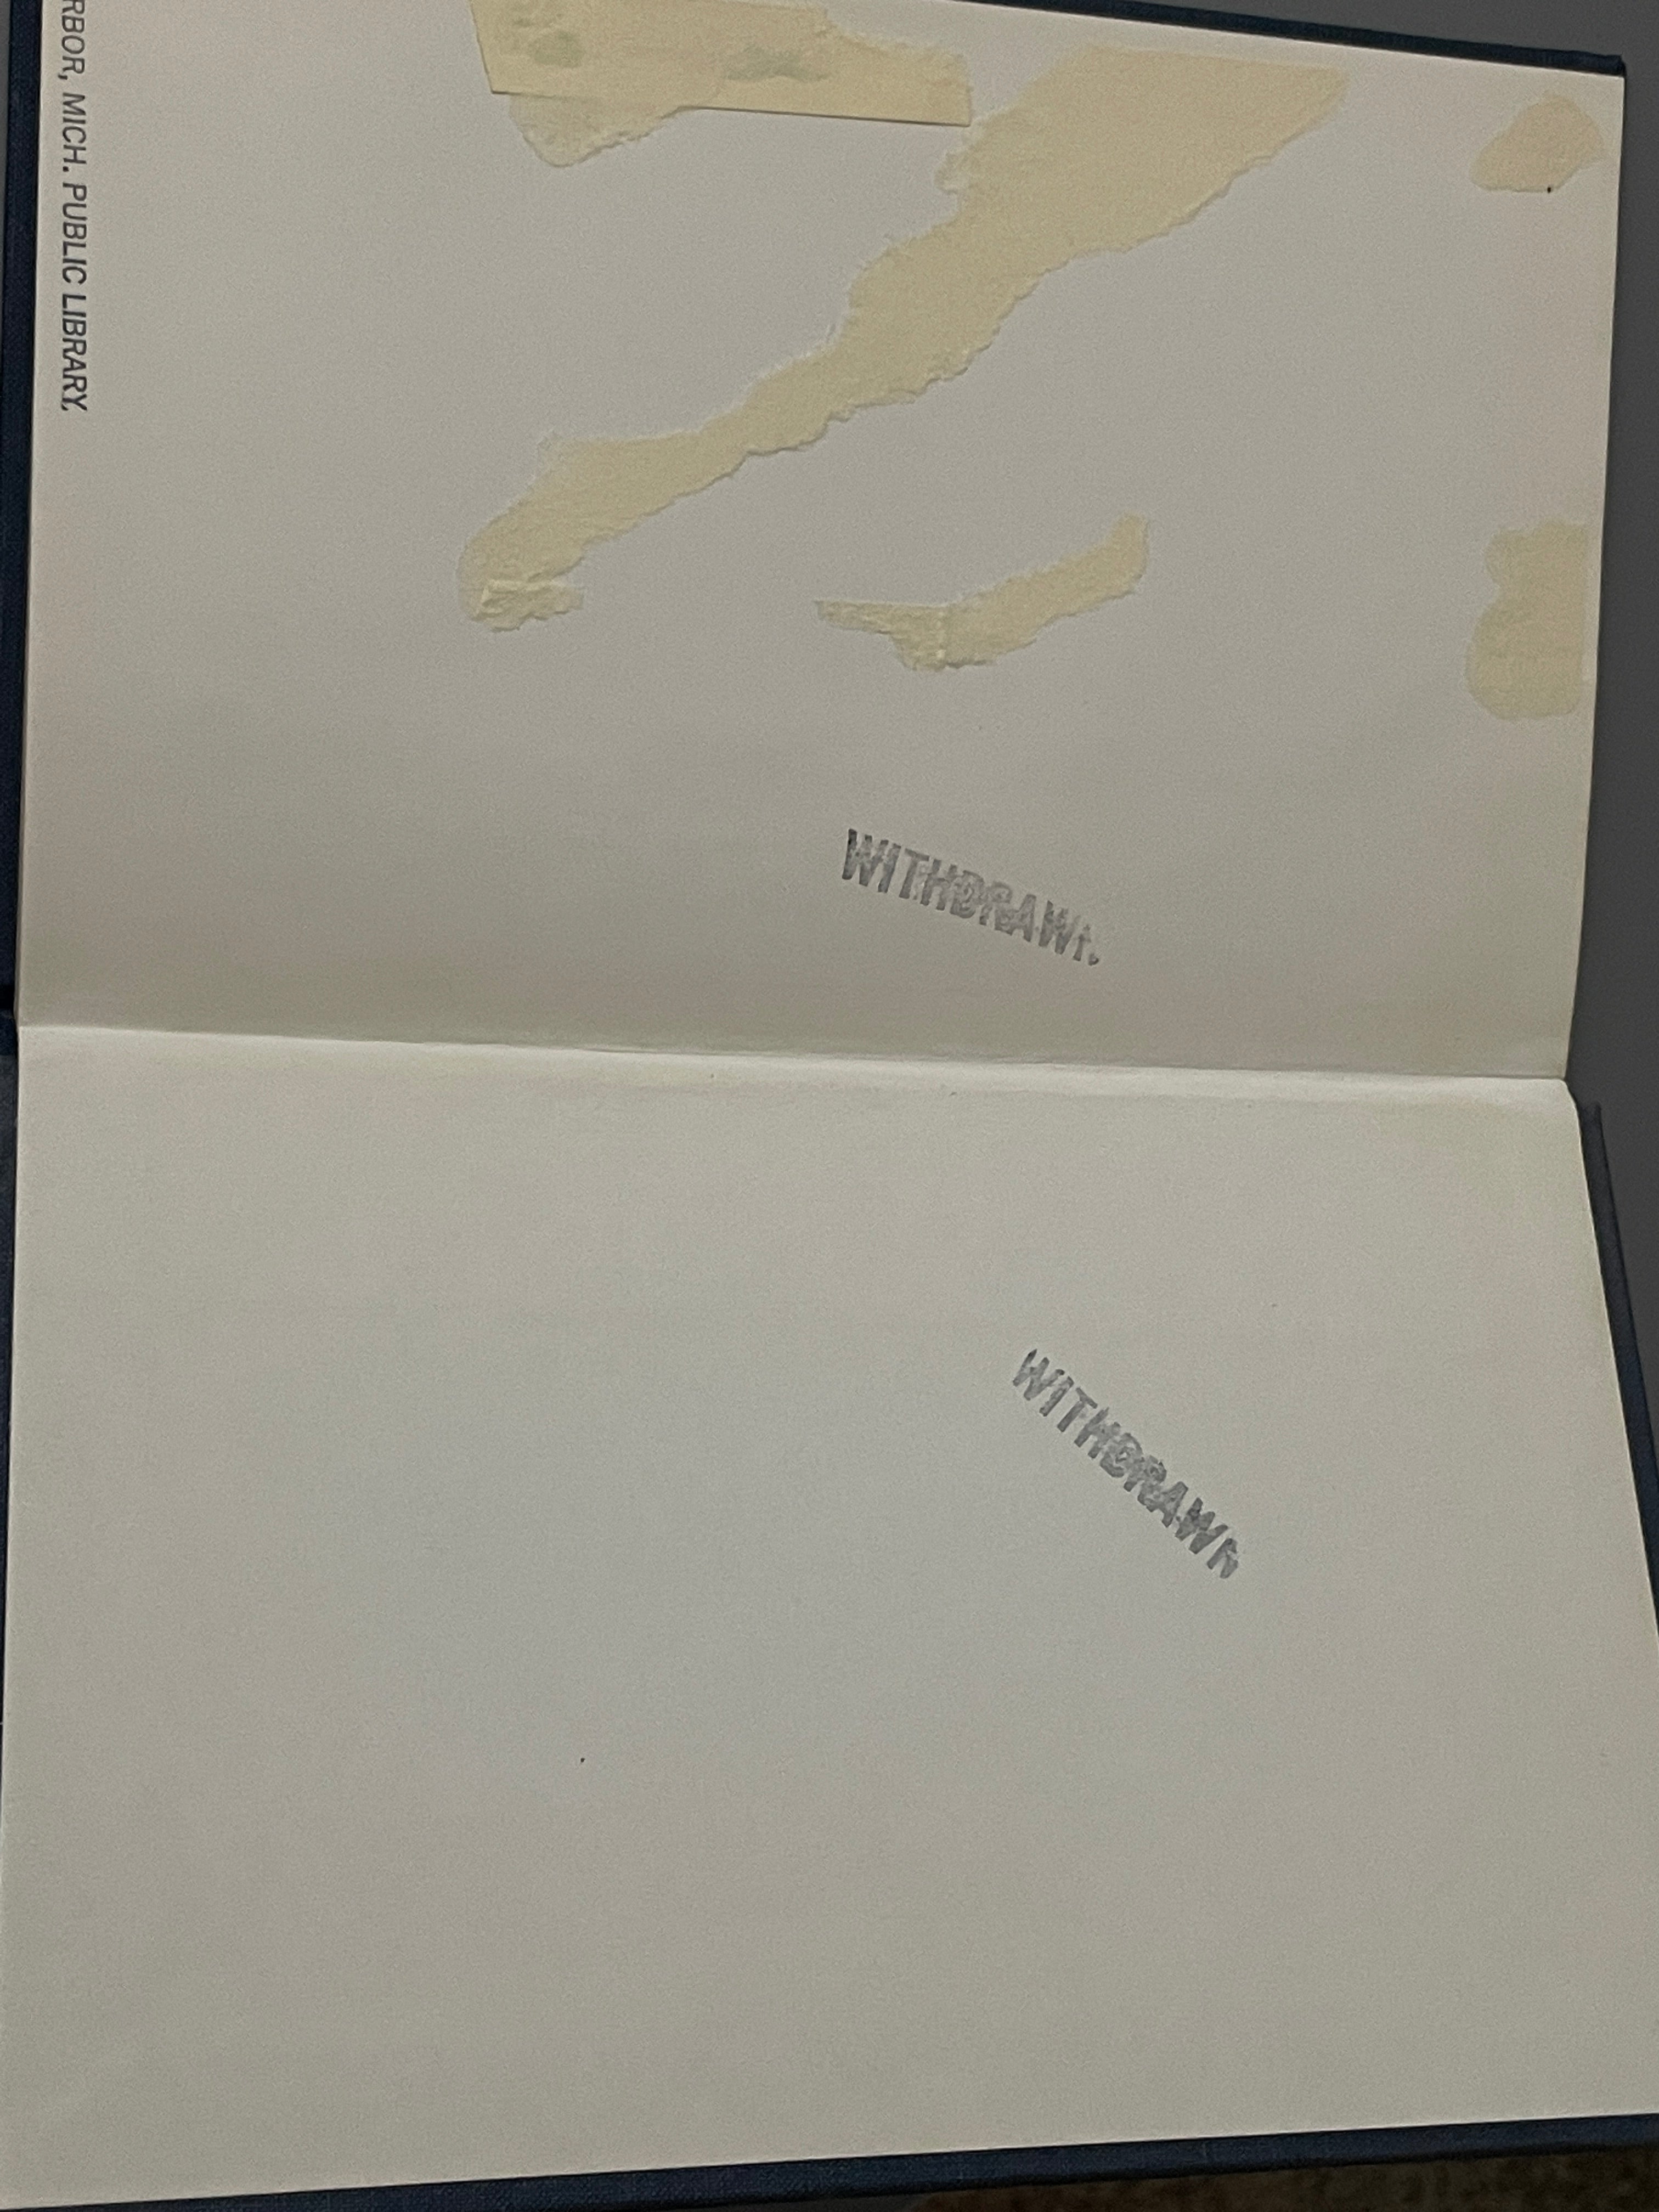 RBOR, MICH. PUBLIC LIBRARY,
WITHDRAWN
WITHDRAWN